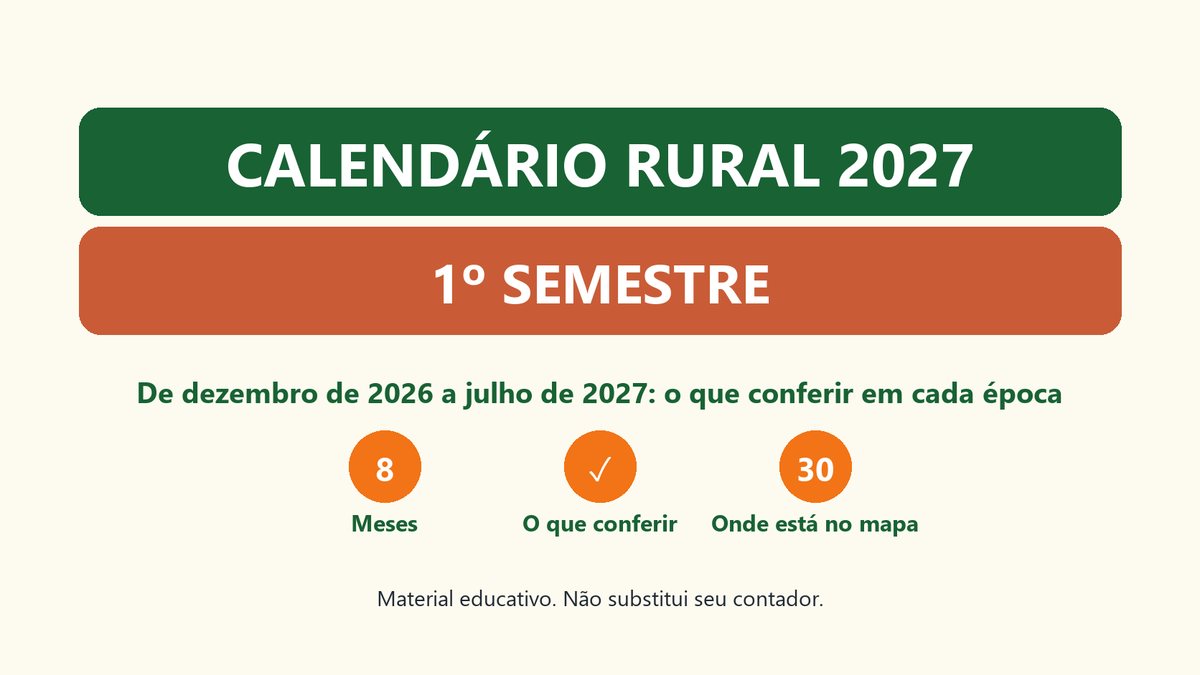 CALENDÁRIO RURAL 2027
1º SEMESTRE
De dezembro de 2026 a julho de 2027: o que conferir em cada época
8
✓
30
Meses
O que conferir
Onde está no mapa
Material educativo. Não substitui seu contador.